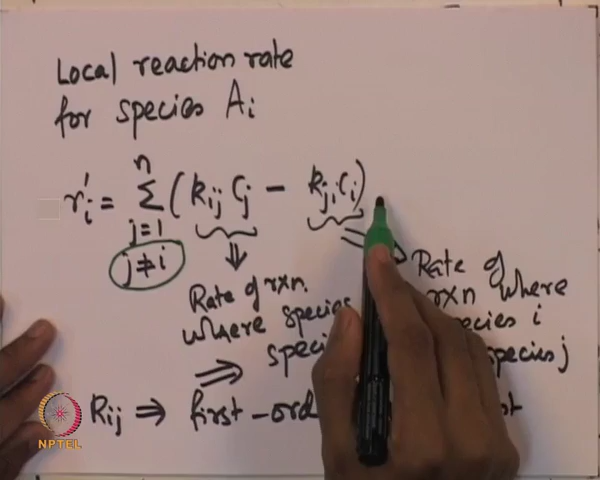 Local reaction rate
for species Ai
n
r'i = Σ (kij Cj - kji Ci)
j=1
j≠i
Rate of rxn.
where species
Rate of
rxn where
species i
species j
kij ⇒ first-ord
NPTEL